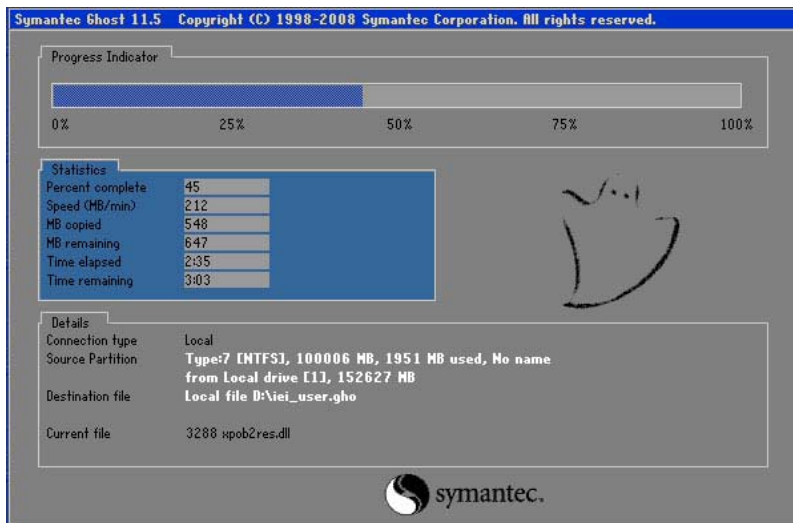 Symantec Ghost 11.5 Copyright (C) 1998-2008 Symantec Corporation. All rights reserved.
Progress Indicator
0% 25% 50% 75% 100%
Statistics
Percent complete 45
Speed (MB/min) 212
MB copied 548
MB remaining 647
Time elapsed 2:35
Time remaining 3:03
Details
Connection type Local
Source Partition Type:7 [NTFS], 100006 MB, 1951 MB used, No name
from Local drive [1], 152627 MB
Destination file Local file D:\iei_user.gho
Current file 3288 xpob2res.dll
symantec.